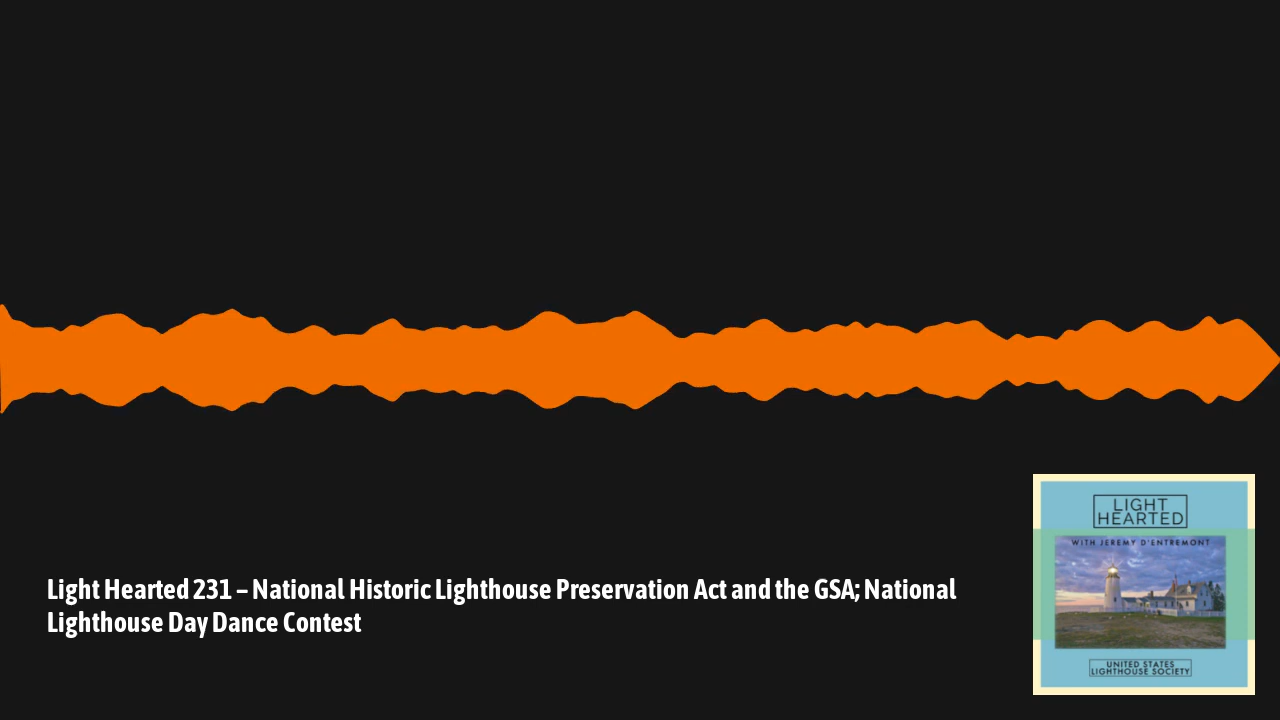 Light Hearted 231 – National Historic Lighthouse Preservation Act and the GSA; National
Lighthouse Day Dance Contest
LIGHT
HEARTED
WITH JEREMY D'ENTREMONT
UNITED STATES
LIGHTHOUSE SOCIETY